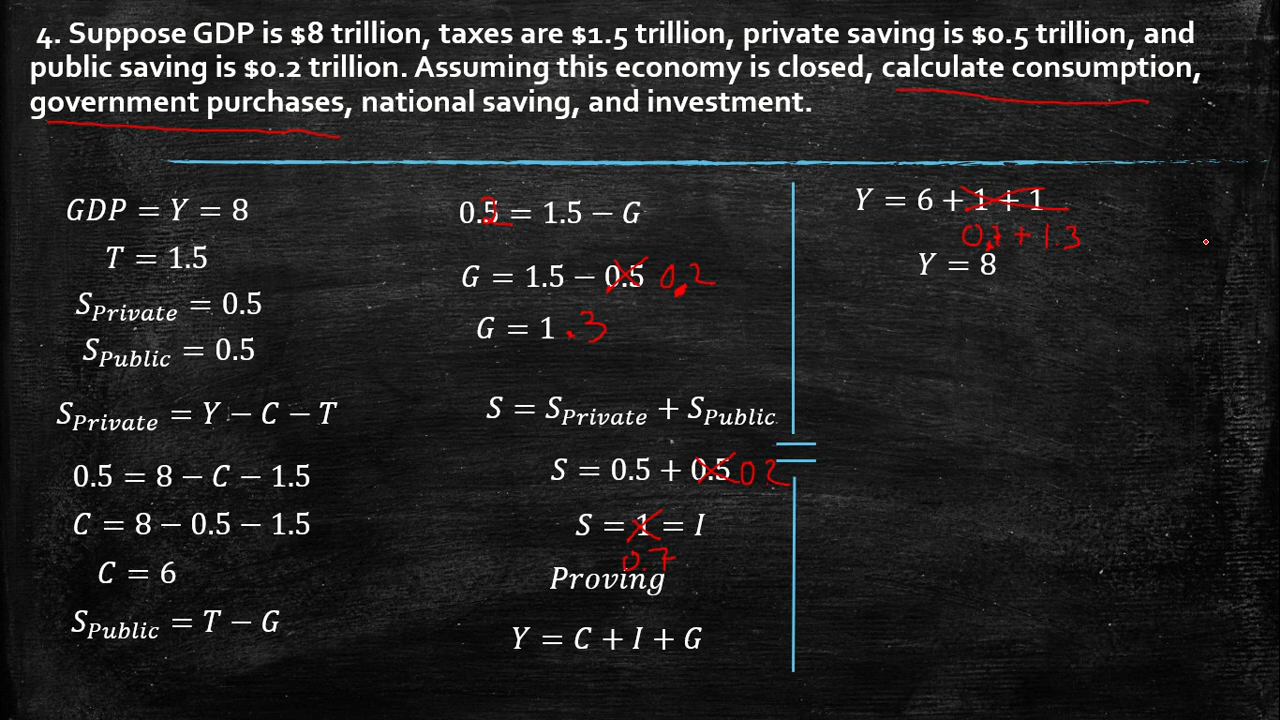 4. Suppose GDP is $8 trillion, taxes are $1.5 trillion, private saving is $0.5 trillion, and
public saving is $0.2 trillion. Assuming this economy is closed, calculate consumption,
government purchases, national saving, and investment.
GDP = Y = 8
T = 1.5
S_Private = 0.5
S_Public = 0.5
S_Private = Y − C − T
0.5 = 8 − C − 1.5
C = 8 − 0.5 − 1.5
C = 6
S_Public = T − G
0.5 2 = 1.5 − G
G = 1.5 − 0.5 0.2
G = 1 .3
S = S_Private + S_Public
S = 0.5 + 0.5 0 2
S = 1 = I
0.7
Proving
Y = C + I + G
Y = 6 + 1 + 1
0.7 + 1.3
Y = 8